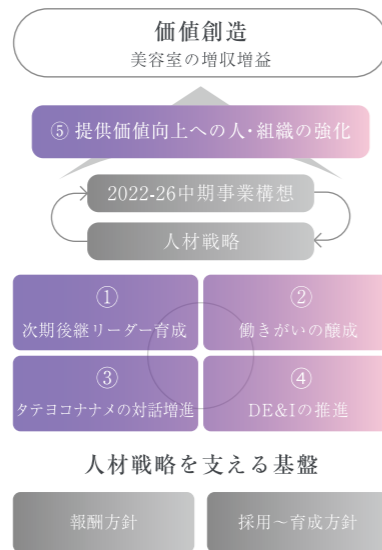 価値創造
美容室の増収増益
⑤ 提供価値向上への人・組織の強化
2022-26中期事業構想
人材戦略
①
次期後継リーダー育成
②
働きがいの醸成
③
タテヨコナナメの対話増進
④
DE&Iの推進
人材戦略を支える基盤
報酬方針
採用～育成方針